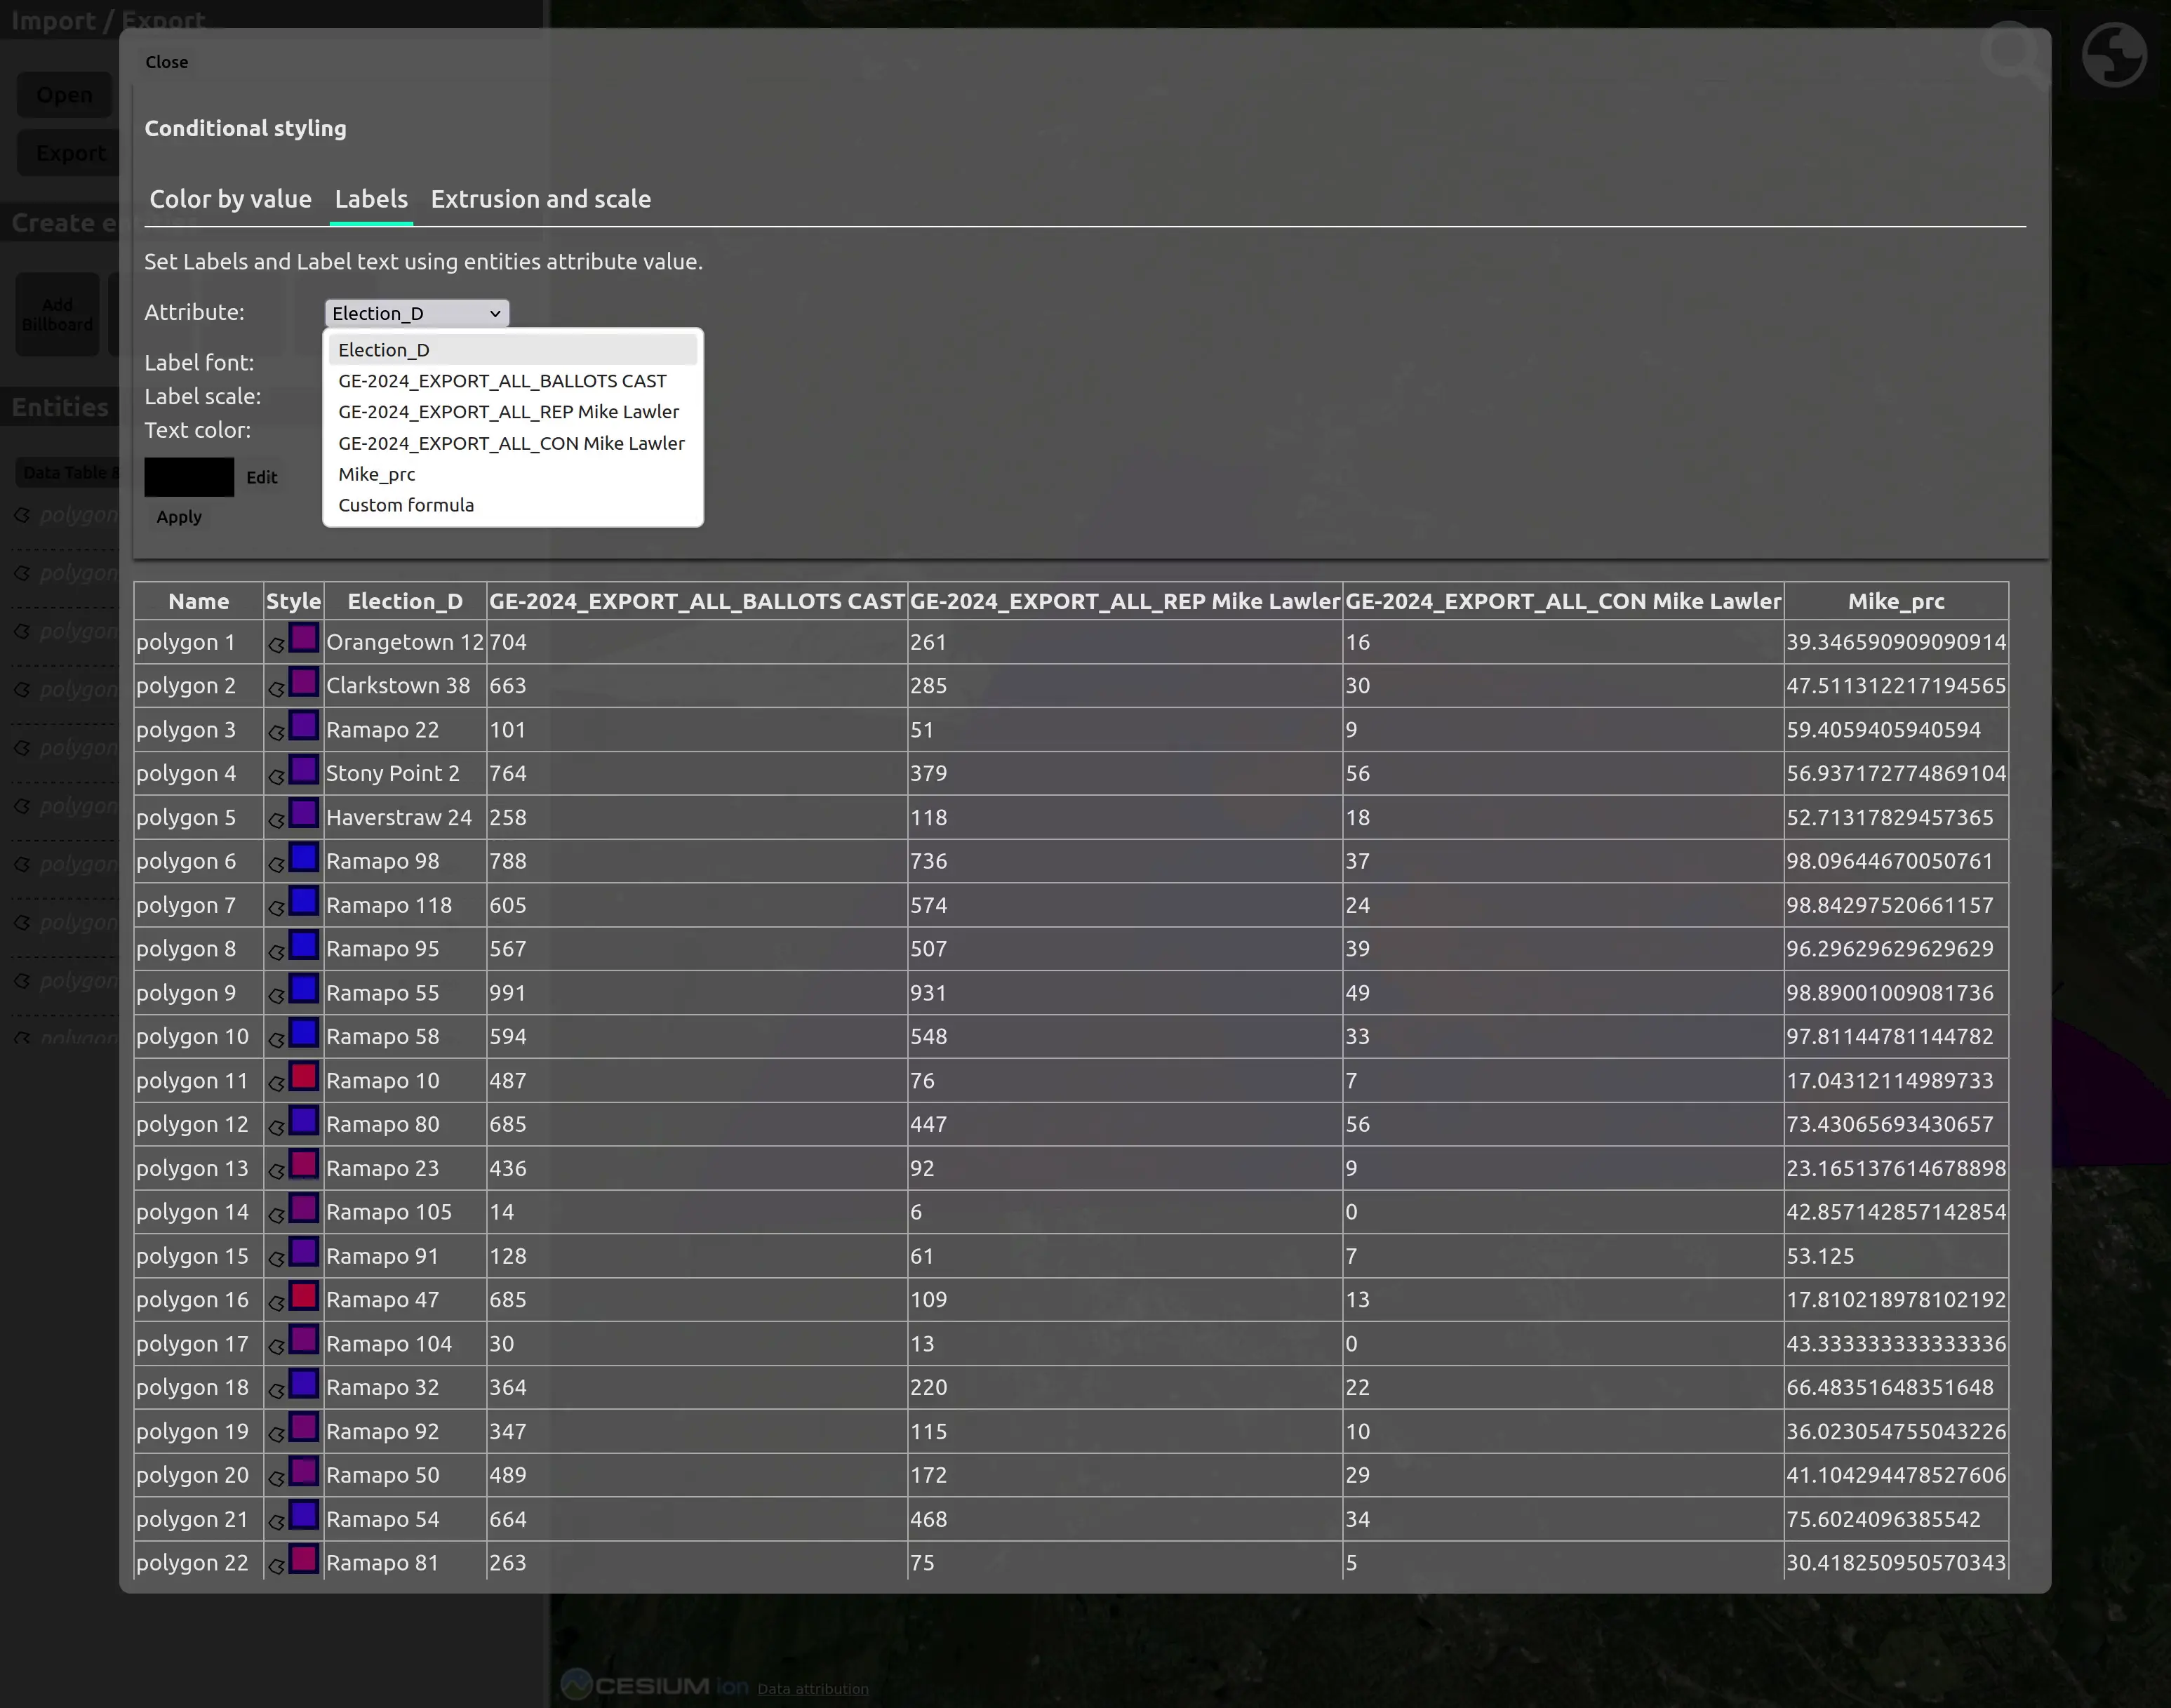 Import / Export
Close
Open
Conditional styling
Export
Color by value Labels Extrusion and scale
Create en
Set Labels and Label text using entities attribute value.
Add Billboard
Attribute: Election_D
Election_D
Label font:
GE-2024_EXPORT_ALL_BALLOTS CAST
Label scale:
GE-2024_EXPORT_ALL_REP Mike Lawler
Entities
Text color:
GE-2024_EXPORT_ALL_CON Mike Lawler
Data Table &
Edit
Mike_prc
Custom formula
Apply
Name Style Election_D GE-2024_EXPORT_ALL_BALLOTS CAST GE-2024_EXPORT_ALL_REP Mike Lawler GE-2024_EXPORT_ALL_CON Mike Lawler Mike_prc
polygon 1 Orangetown 12 704 261 16 39.346590909090914
polygon 2 Clarkstown 38 663 285 30 47.511312217194565
polygon 3 Ramapo 22 101 51 9 59.4059405940594
polygon 4 Stony Point 2 764 379 56 56.937172774869104
polygon 5 Haverstraw 24 258 118 18 52.71317829457365
polygon 6 Ramapo 98 788 736 37 98.09644670050761
polygon 7 Ramapo 118 605 574 24 98.84297520661157
polygon 8 Ramapo 95 567 507 39 96.29629629629629
polygon 9 Ramapo 55 991 931 49 98.89001009081736
polygon 10 Ramapo 58 594 548 33 97.81144781144782
polygon 11 Ramapo 10 487 76 7 17.04312114989733
polygon 12 Ramapo 80 685 447 56 73.43065693430657
polygon 13 Ramapo 23 436 92 9 23.165137614678898
polygon 14 Ramapo 105 14 6 0 42.857142857142854
polygon 15 Ramapo 91 128 61 7 53.125
polygon 16 Ramapo 47 685 109 13 17.810218978102192
polygon 17 Ramapo 104 30 13 0 43.333333333333336
polygon 18 Ramapo 32 364 220 22 66.48351648351648
polygon 19 Ramapo 92 347 115 10 36.023054755043226
polygon 20 Ramapo 50 489 172 29 41.104294478527606
polygon 21 Ramapo 54 664 468 34 75.6024096385542
polygon 22 Ramapo 81 263 75 5 30.418250950570343
polygon
polygon
polygon
polygon
polygon
polygon
polygon
polygon
polygon
polygon
CESIUM ion Data attribution